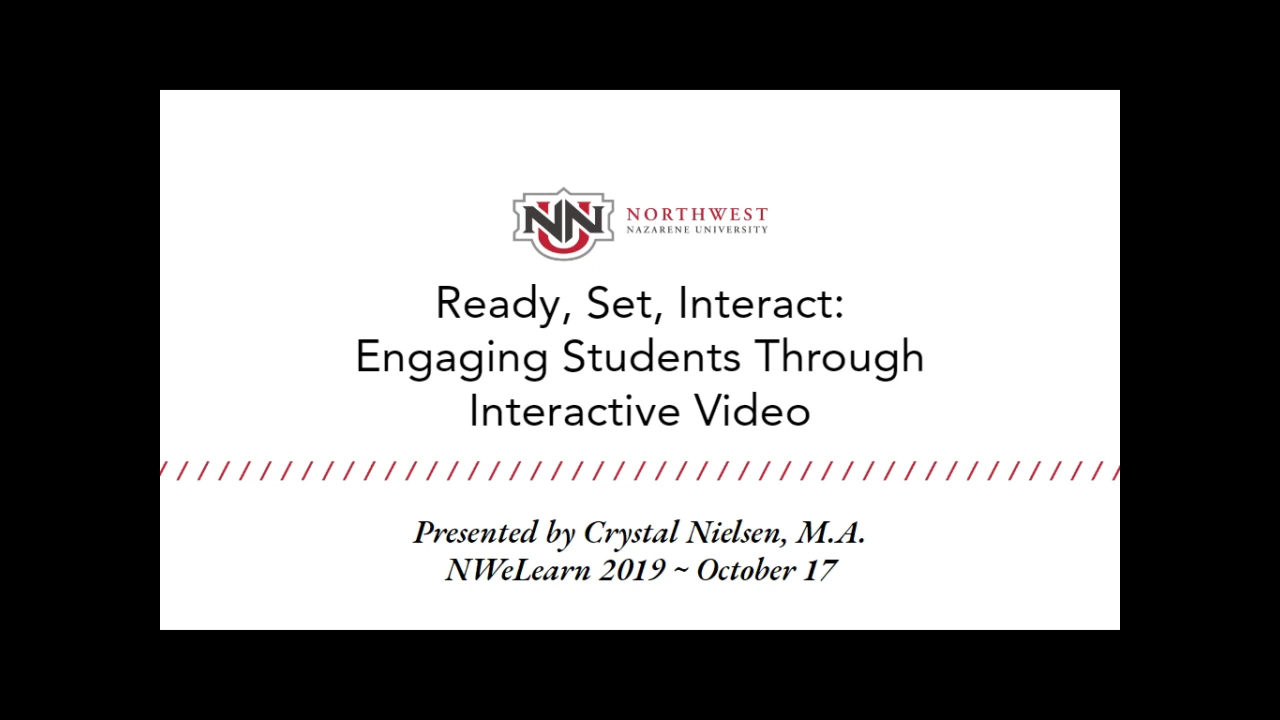 NNU
NORTHWEST
NAZARENE UNIVERSITY
Ready, Set, Interact:
Engaging Students Through
Interactive Video
Presented by Crystal Nielsen, M.A.
NWeLearn 2019 ~ October 17